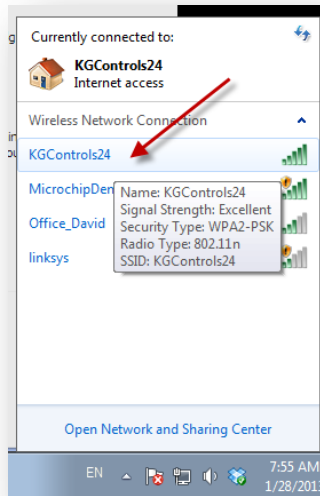 Currently connected to:
KGControls24
Internet access
Wireless Network Connection
KGControls24
MicrochipDem
Name: KGControls24
Signal Strength: Excellent
Security Type: WPA2-PSK
Radio Type: 802.11n
SSID: KGControls24
Office_David
linksys
Open Network and Sharing Center
EN
7:55 AM
1/28/201